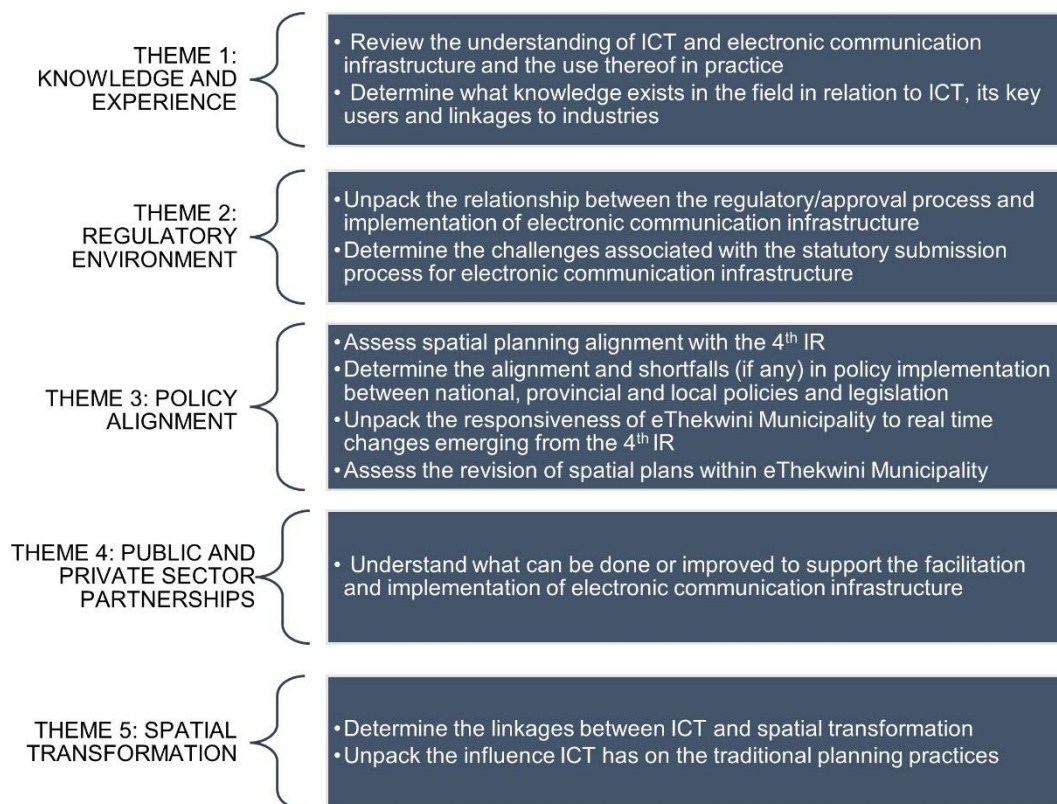 THEME 1:
KNOWLEDGE AND
EXPERIENCE
• Review the understanding of ICT and electronic communication
infrastructure and the use thereof in practice
• Determine what knowledge exists in the field in relation to ICT, its key
users and linkages to industries
THEME 2:
REGULATORY
ENVIRONMENT
•Unpack the relationship between the regulatory/approval process and
implementation of electronic communication infrastructure
•Determine the challenges associated with the statutory submission
process for electronic communication infrastructure
THEME 3: POLICY
ALIGNMENT
•Assess spatial planning alignment with the 4th IR
•Determine the alignment and shortfalls (if any) in policy implementation
between national, provincial and local policies and legislation
•Unpack the responsiveness of eThekwini Municipality to real time
changes emerging from the 4th IR
•Assess the revision of spatial plans within eThekwini Municipality
THEME 4: PUBLIC AND
PRIVATE SECTOR
PARTNERSHIPS
• Understand what can be done or improved to support the facilitation
and implementation of electronic communication infrastructure
THEME 5: SPATIAL
TRANSFORMATION
•Determine the linkages between ICT and spatial transformation
•Unpack the influence ICT has on the traditional planning practices